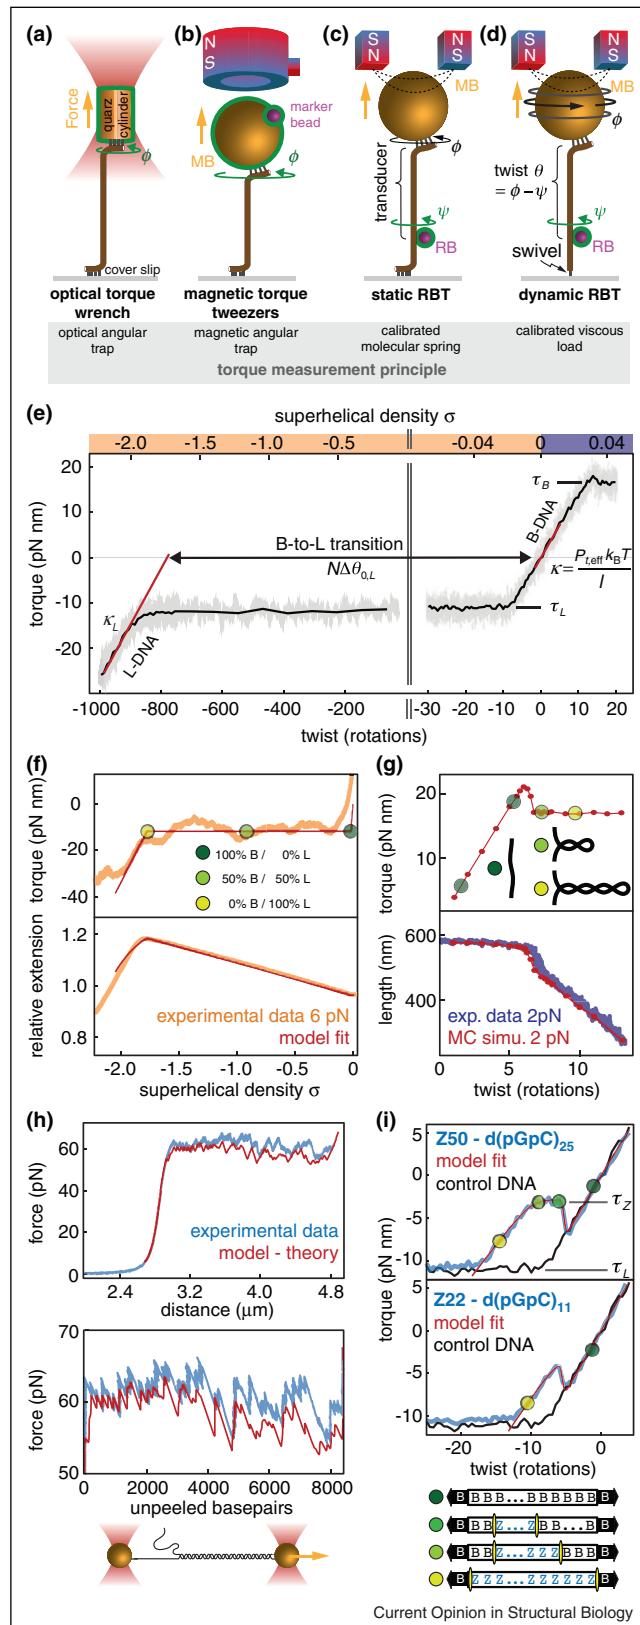 (a)
Force
quartz
cylinder
ϕ
cover slip
optical torque
wrench
optical angular
trap
(b)
N
S
marker
bead
MB
ϕ
magnetic torque
tweezers
magnetic angular
trap
(c)
S
N
N
S
MB
ϕ
transducer
ψ
RB
static RBT
calibrated
molecular spring
(d)
S
N
N
S
ϕ
twist θ
= ϕ – ψ
ψ
RB
swivel
dynamic RBT
calibrated viscous
load
torque measurement principle
(e)
superhelical density σ
-2.0 -1.5 -1.0 -0.5 -0.04 0 0.04
torque (pN nm)
20
0
-20
τB
B-DNA
B-to-L transition
NΔθ0,L
κ = Pt,eff kBT / l
κL
L-DNA
τL
-1000 -800 -600 -400 -200 -30 -20 -10 0 10 20
twist (rotations)
(f)
torque (pN nm)
0
-20
-40
100% B / 0% L
50% B / 50% L
0% B / 100% L
relative extension
1.2
1.0
0.8
experimental data 6 pN
model fit
-2.0 -1.5 -1.0 -0.5 0
superhelical density σ
(g)
torque (pN nm)
20
10
length (nm)
600
400
exp. data 2pN
MC simu. 2 pN
0 5 10
twist (rotations)
(h)
force (pN)
60
40
20
0
experimental data
model - theory
2.4 3.2 4.0 4.8
distance (μm)
force (pN)
70
60
50
0 2000 4000 6000 8000
unpeeled basepairs
(i)
Z50 - d(pGpC)25
model fit
control DNA
5
0
-5
-10
τZ
τL
torque (pN nm)
Z22 - d(pGpC)11
model fit
control DNA
5
0
-5
-10
-20 -10 0
twist (rotations)
B B B B ... B B B B B B B
B B B Z ... Z B B ... B B
B B B Z ... Z Z Z B B B B
B Z Z Z ... Z Z Z Z Z Z B
Current Opinion in Structural Biology